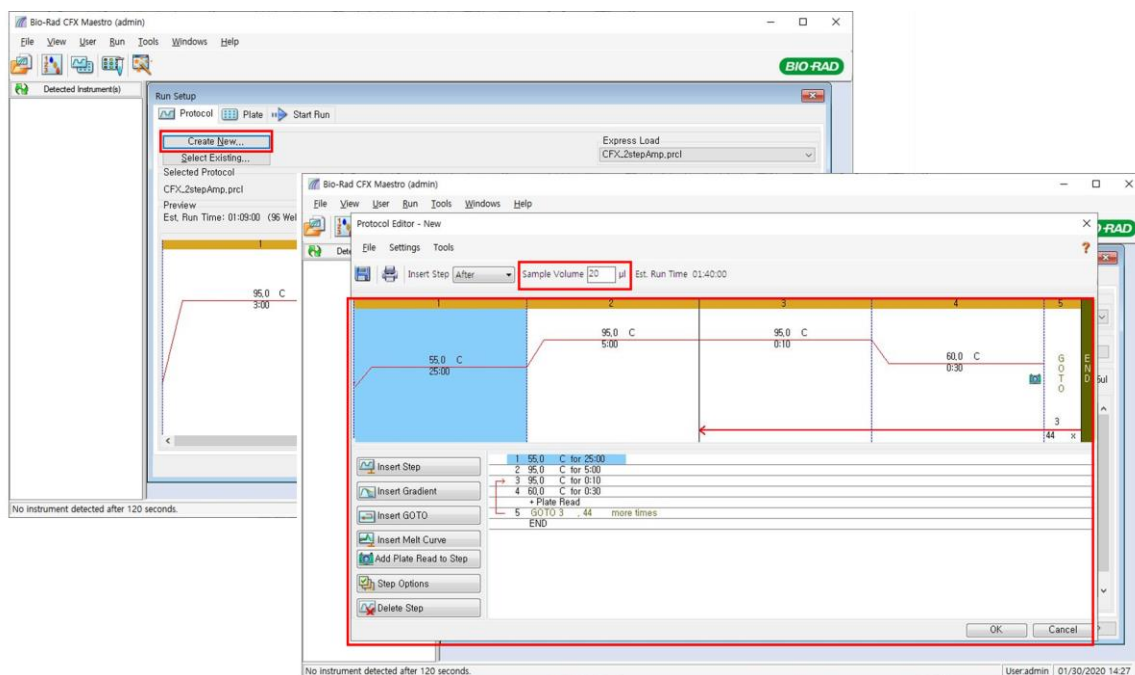 Bio-Rad CFX Maestro (admin)
File View User Run Tools Windows Help
BIO-RAD
Detected Instrument(s)
Run Setup
Protocol Plate Start Run
Create New...
Express Load
CFX_2stepAmp.prcl
Select Existing...
Selected Protocol
CFX_2stepAmp.prcl
Preview
Est. Run Time: 01:09:00 (96 Wel
1
95,0 C
3:00
No instrument detected after 120 seconds.
Bio-Rad CFX Maestro (admin)
File View User Run Tools Windows Help
-RAD
Dete
Protocol Editor - New
File Settings Tools
?
Insert Step After Sample Volume 20 µl Est. Run Time 01:40:00
1 2 3 4 5
55,0 C
25:00
95,0 C
5:00
95,0 C
0:10
60,0 C
0:30
GOTO
3
44 x
END
5ul
Insert Step
Insert Gradient
Insert GOTO
Insert Melt Curve
Add Plate Read to Step
Step Options
Delete Step
1 55,0 C for 25:00
2 95,0 C for 5:00
3 95,0 C for 0:10
4 60,0 C for 0:30
+ Plate Read
5 GOTO 3 , 44 more times
END
OK Cancel
No instrument detected after 120 seconds.
User:admin 01/30/2020 14:27